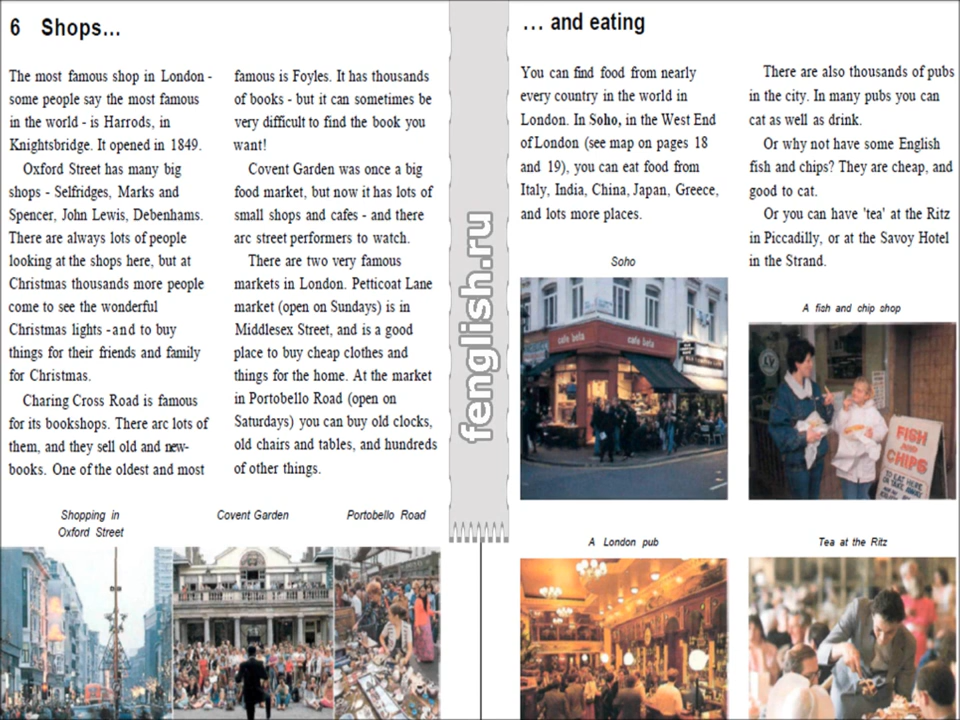 6 Shops...
The most famous shop in London -
some people say the most famous
in the world - is Harrods, in
Knightsbridge. It opened in 1849.
Oxford Street has many big
shops - Selfridges, Marks and
Spencer, John Lewis, Debenhams.
There are always lots of people
looking at the shops here, but at
Christmas thousands more people
come to see the wonderful
Christmas lights -and to buy
things for their friends and family
for Christmas.
Charing Cross Road is famous
for its bookshops. There arc lots of
them, and they sell old and new-
books. One of the oldest and most
famous is Foyles. It has thousands
of books - but it can sometimes be
very difficult to find the book you
want!
Covent Garden was once a big
food market, but now it has lots of
small shops and cafes - and there
arc street performers to watch.
There are two very famous
markets in London. Petticoat Lane
market (open on Sundays) is in
Middlesex Street, and is a good
place to buy cheap clothes and
things for the home. At the market
in Portobello Road (open on
Saturdays) you can buy old clocks,
old chairs and tables, and hundreds
of other things.
Shopping in
Oxford Street
Covent Garden
Portobello Road
fenglish.ru
... and eating
You can find food from nearly
every country in the world in
London. In Soho, in the West End
of London (see map on pages 18
and 19), you can eat food from
Italy, India, China, Japan, Greece,
and lots more places.
Soho
cafe beta
cafe beta
There are also thousands of pubs
in the city. In many pubs you can
cat as well as drink.
Or why not have some English
fish and chips? They are cheap, and
good to cat.
Or you can have 'tea' at the Ritz
in Piccadilly, or at the Savoy Hotel
in the Strand.
A fish and chip shop
FISH
AND
CHIPS
TO EAT HERE
OR TAKE AWAY
A London pub
Tea at the Ritz